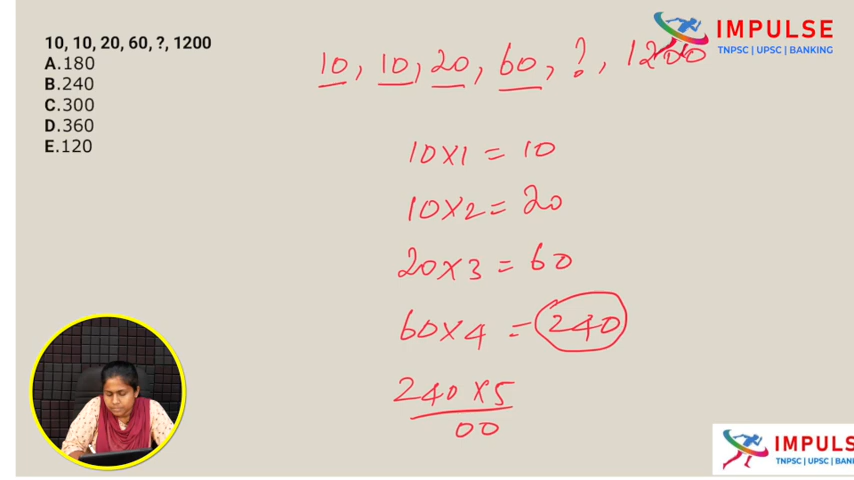 IMPULSE
TNPSC | UPSC | BANKING
10, 10, 20, 60, ?, 1200
A.180
B.240
C.300
D.360
E.120
10, 10, 20, 60, ?, 1200
10×1 = 10
10×2 = 20
20×3 = 60
60×4 = 240
240×5
00
IMPULS
TNPSC | UPSC | BANKING